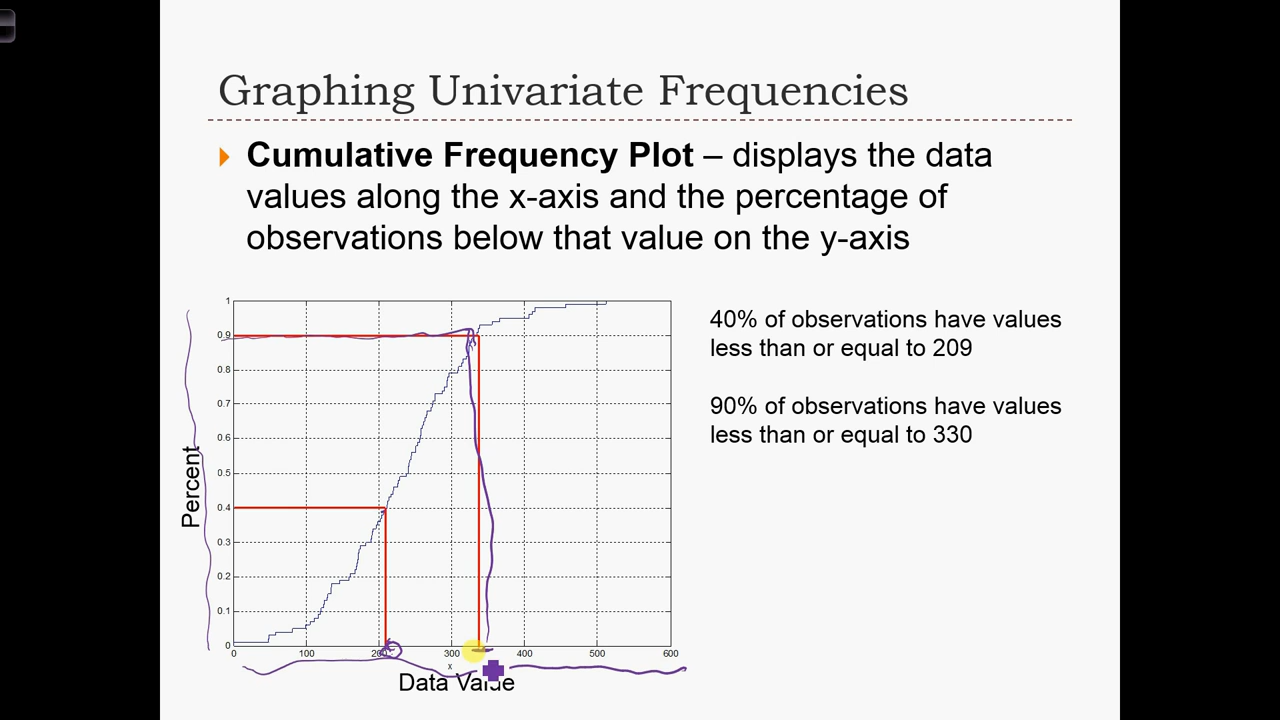 Graphing Univariate Frequencies
Cumulative Frequency Plot – displays the data
values along the x-axis and the percentage of
observations below that value on the y-axis
40% of observations have values
less than or equal to 209
90% of observations have values
less than or equal to 330
Percent
1
0.9
0.8
0.7
0.6
0.5
0.4
0.3
0.2
0.1
0
0 100 200 300 400 500 600
x
Data Value